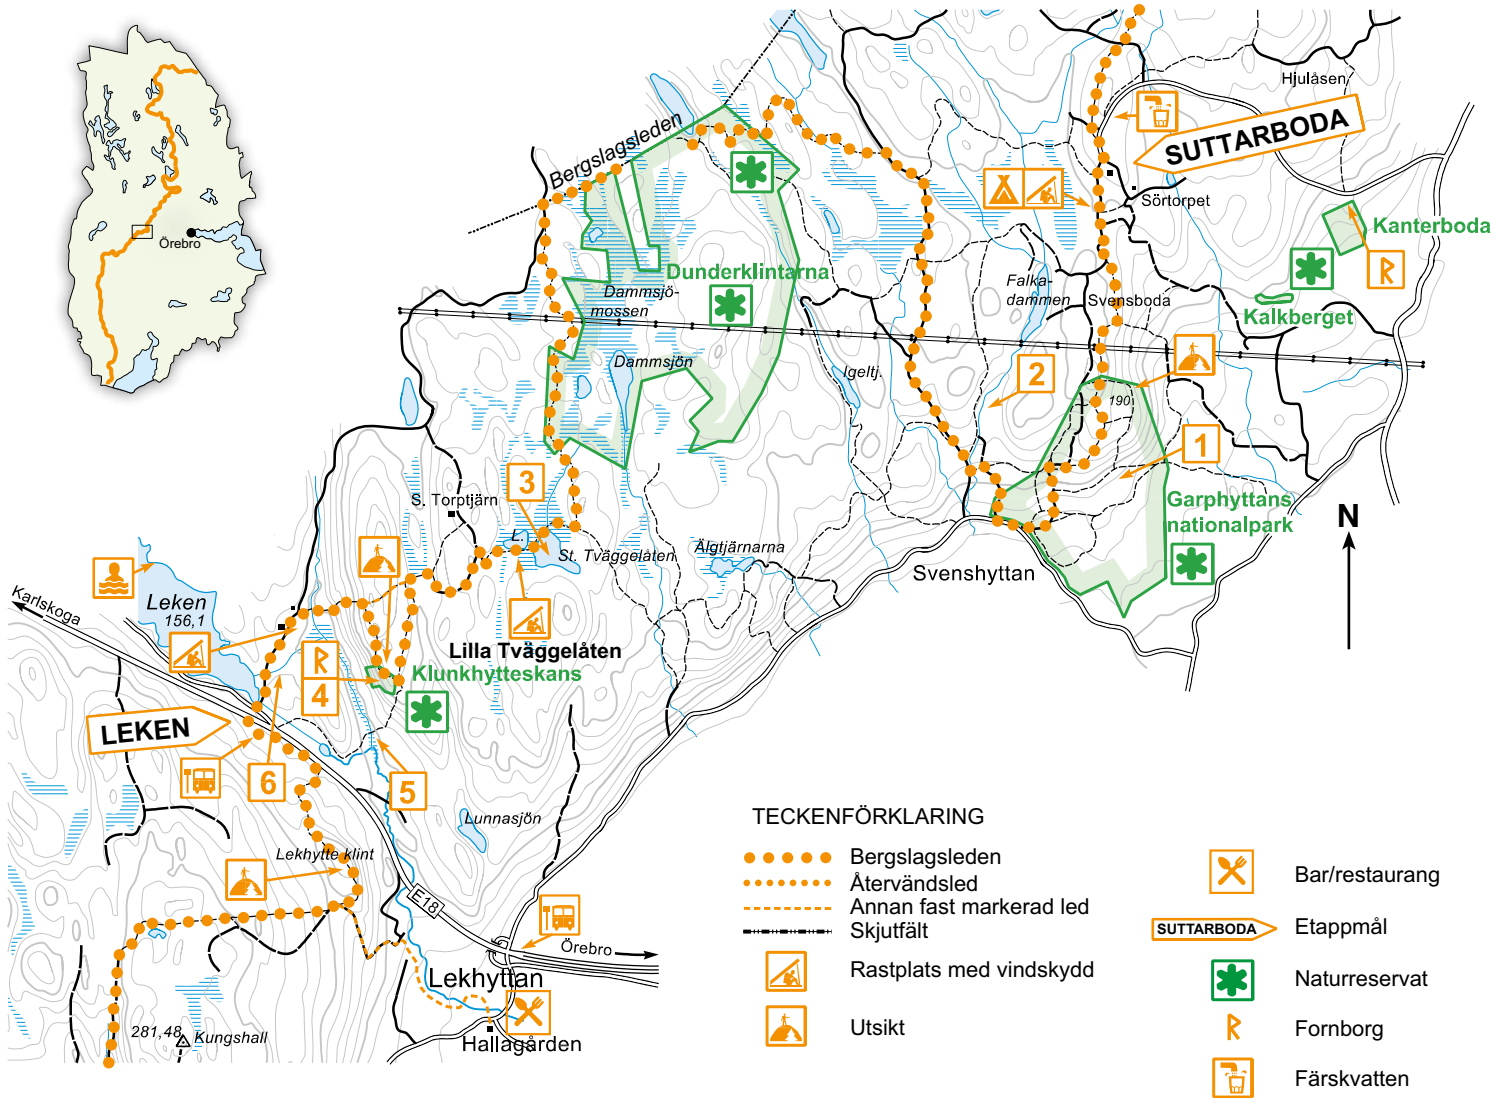 Örebro
Hjulåsen
SUTTARBODA
Bergslagsleden
Sörtorpet
Kanterboda
R
Dunderklintarna
Falka-
dammen
Svensboda
Dammsjö-
mossen
Kalkberget
Dammsjön
Igeltj.
2
190
1
3
S. Torptjärn
Garphyttans
nationalpark
N
L.
St. Tväggelåten
Älgtjärnarna
Svenshyttan
Karlskoga
Leken
156,1
R
4
Lilla Tväggelåten
Klunkhytteskans
LEKEN
6
5
Lunnasjön
Lekhytte klint
E18
Örebro
Lekhyttan
281,48
Kungshall
Hallagården
TECKENFÖRKLARING
Bergslagsleden
Återvändsled
Annan fast markerad led
Skjutfält
Rastplats med vindskydd
Utsikt
Bar/restaurang
SUTTARBODA
Etappmål
Naturreservat
R
Fornborg
Färskvatten